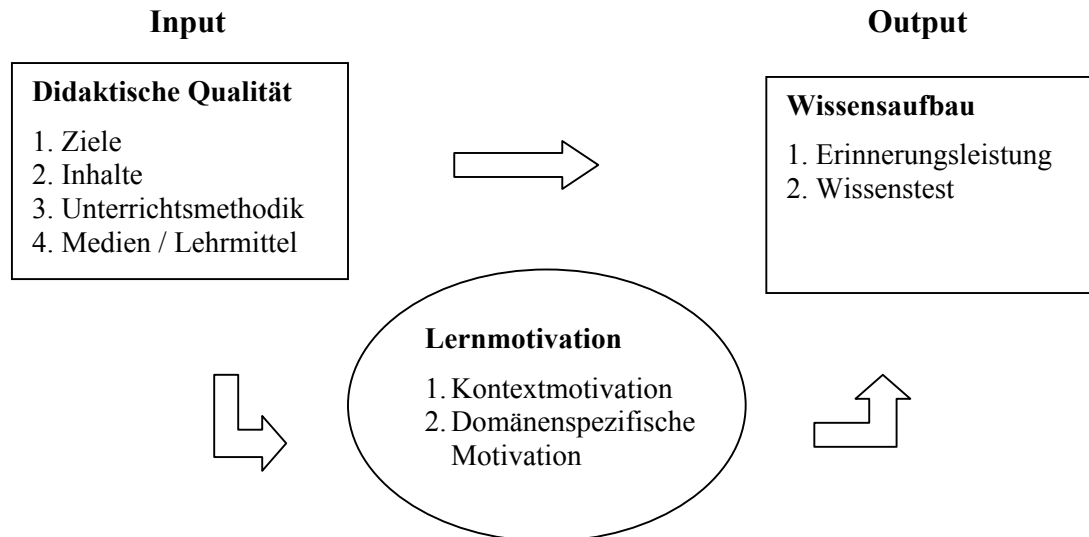 Input
Output
Didaktische Qualität
1. Ziele
2. Inhalte
3. Unterrichtsmethodik
4. Medien / Lehrmittel
Wissensaufbau
1. Erinnerungsleistung
2. Wissenstest
Lernmotivation
1. Kontextmotivation
2. Domänenspezifische
Motivation